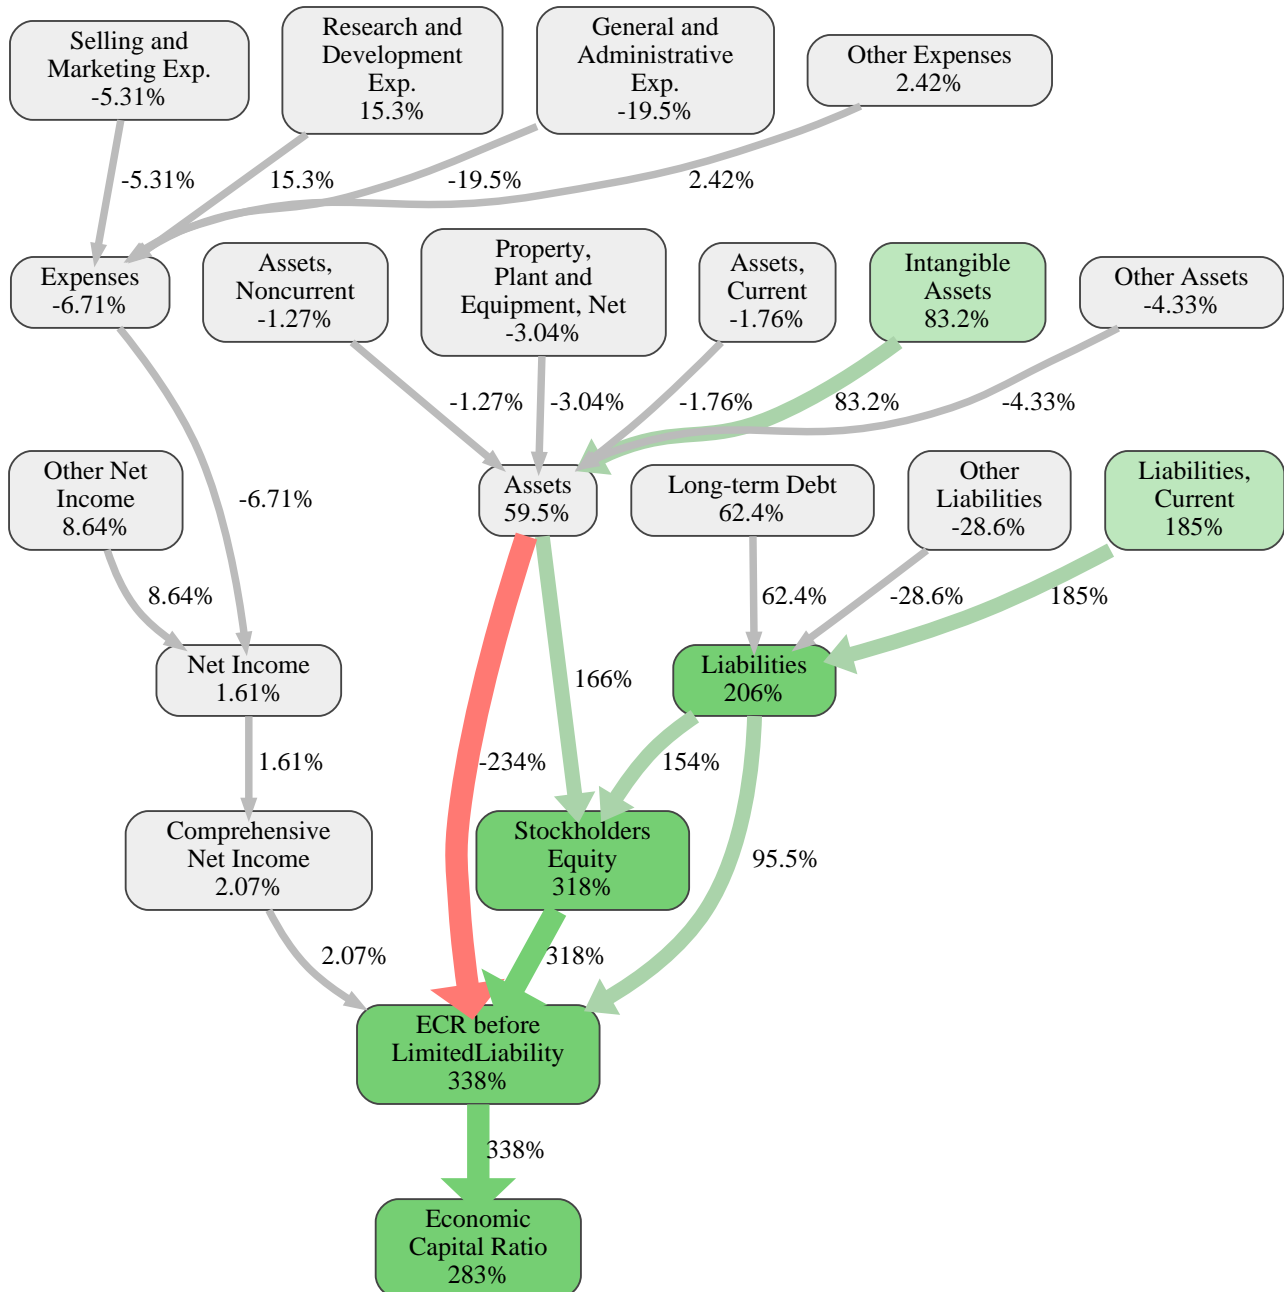 Selling and
Marketing Exp.
-5.31%
Research and
Development
Exp.
15.3%
General and
Administrative
Exp.
-19.5%
Other Expenses
2.42%
-5.31%
15.3%
-19.5%
2.42%
Expenses
-6.71%
Assets,
Noncurrent
-1.27%
Property,
Plant and
Equipment, Net
-3.04%
Assets,
Current
-1.76%
Intangible
Assets
83.2%
Other Assets
-4.33%
-1.27%
-3.04%
-1.76%
83.2%
-4.33%
Other Net
Income
8.64%
-6.71%
Assets
59.5%
Long-term Debt
62.4%
Other
Liabilities
-28.6%
Liabilities,
Current
185%
8.64%
62.4%
-28.6%
185%
Net Income
1.61%
166%
Liabilities
206%
1.61%
-234%
154%
Comprehensive
Net Income
2.07%
Stockholders
Equity
318%
95.5%
2.07%
318%
ECR before
LimitedLiability
338%
338%
Economic
Capital Ratio
283%